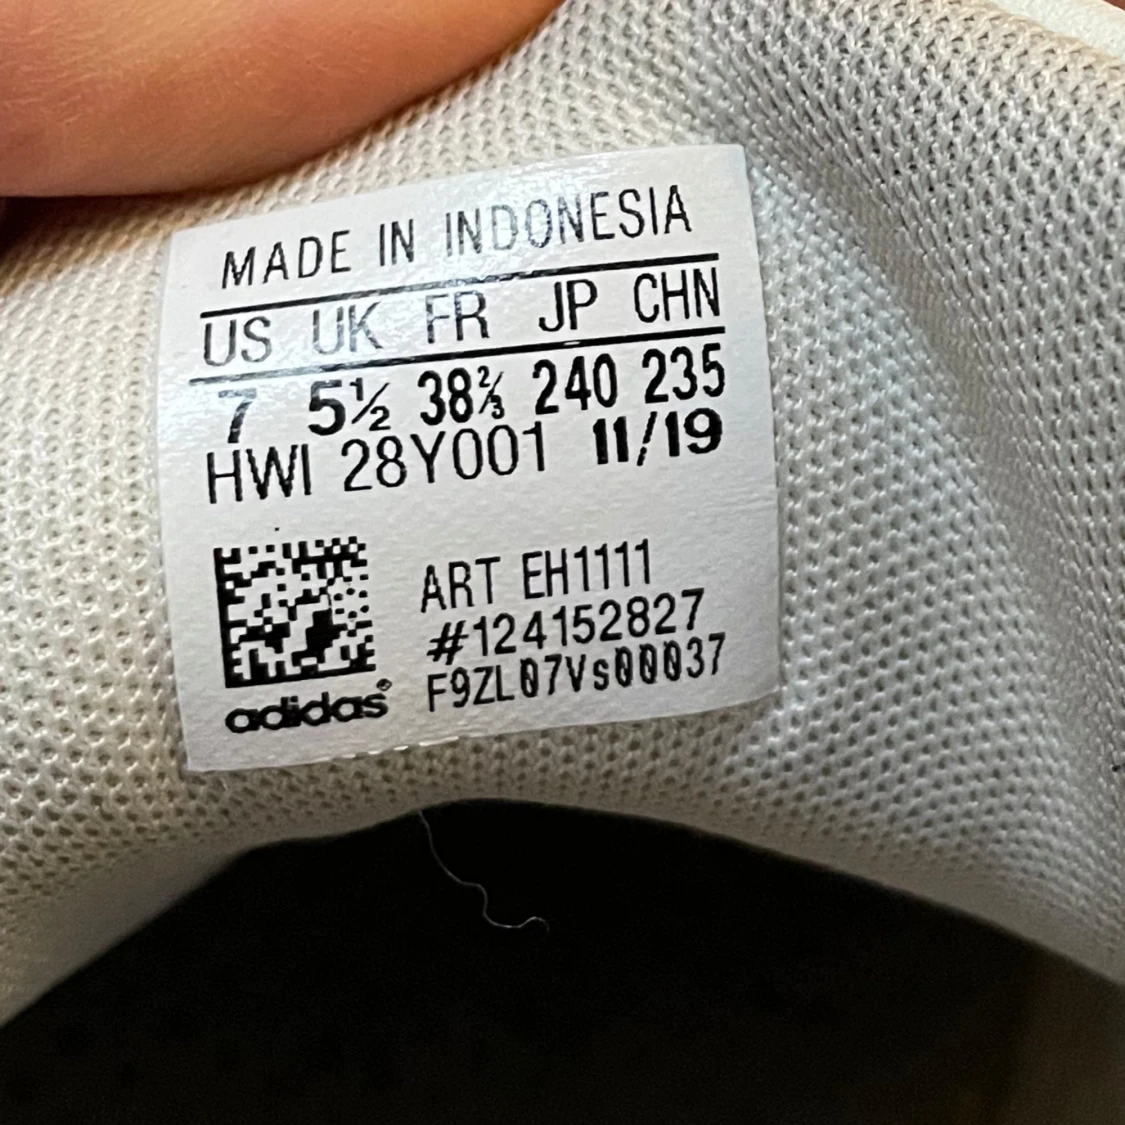 MADE IN INDONESIA
US UK FR JP CHN
7 5½ 38⅔ 240 235
HWI 28Y001 11/19
ART EH1111
#124152827
F9ZL07Vs00037
adidas®